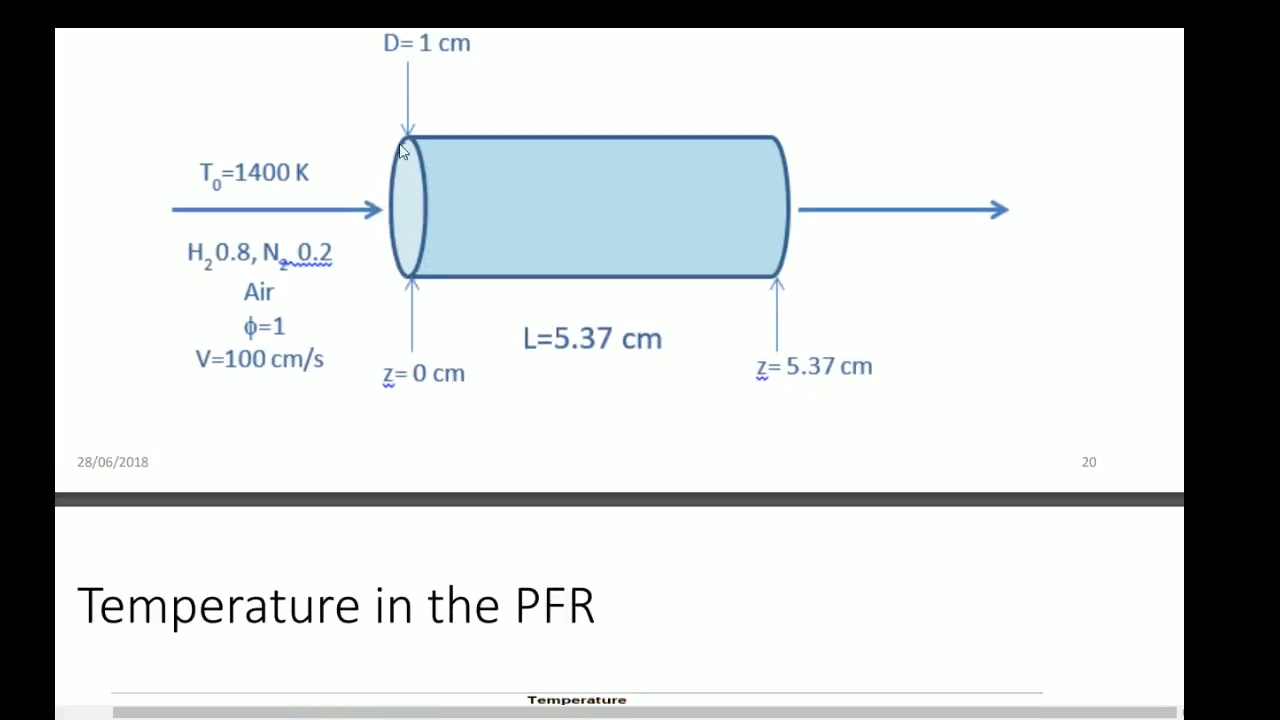 D= 1 cm
T0=1400 K
H2 0.8, N2 0.2
Air
ϕ=1
V=100 cm/s
L=5.37 cm
z= 0 cm
z= 5.37 cm
28/06/2018
20
Temperature in the PFR
Temperature